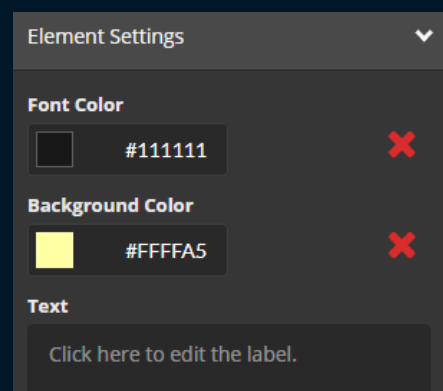 Element Settings
Font Color
#111111
Background Color
#FFFFA5
Text
Click here to edit the label.